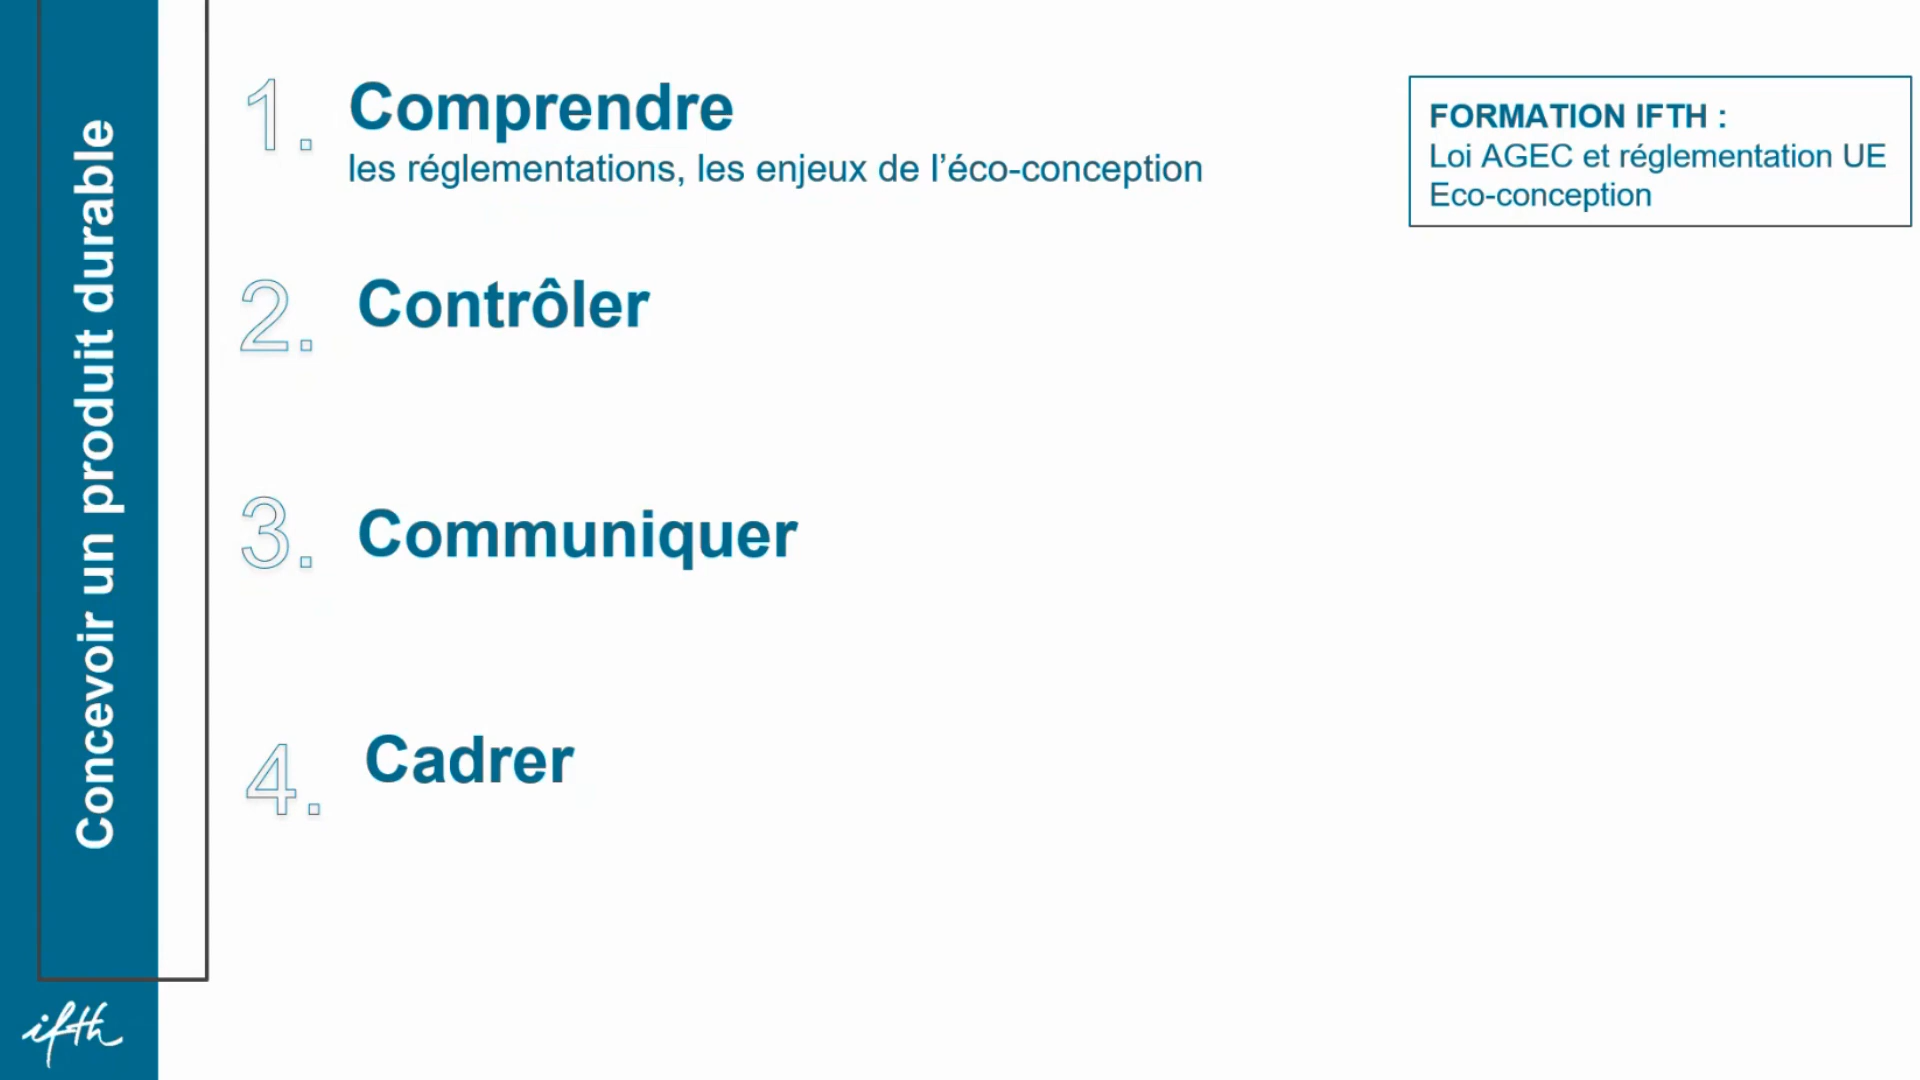 Concevoir un produit durable
1. Comprendre
les réglementations, les enjeux de l’éco-conception
FORMATION IFTH :
Loi AGEC et réglementation UE
Eco-conception
2. Contrôler
3. Communiquer
4. Cadrer
ifth